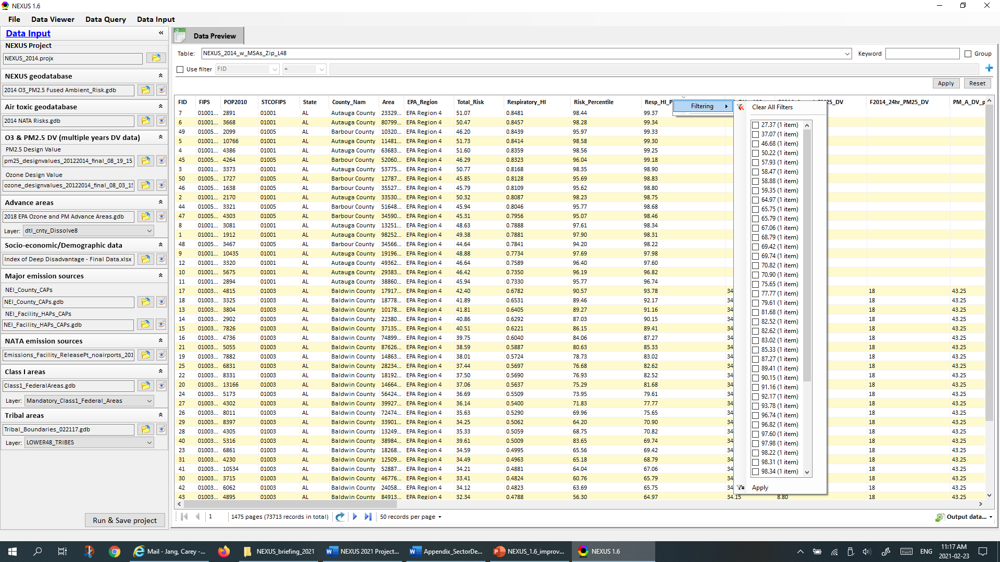 NEXUS 1.6
File Data Viewer Data Query Data Input
Data Input «
NEXUS Project
NEXUS_2014.projx
NEXUS geodatabase
2014 O3_PM2.5 Fused Ambient_Risk.gdb
Air toxic geodatabase
2014 NATA Risks.gdb
O3 & PM2.5 DV (multiple years DV data)
PM2.5 Design Value
pm25_designvalues_20122014_final_08_19_15
Ozone Design Value
ozone_designvalues_20122014_final_08_03_15
Advance areas
2018 EPA Ozone and PM Advance Areas.gdb
Layer: dtl_cnty_Dissolve8
Socio-economic/Demographic data
Index of Deep Disadvantage - Final Data.xlsx
Major emission sources
NEI_County_CAPs
NEI_County_CAPs.gdb
NEI_Facility_HAPs_CAPs
NEI_Facility_HAPs_CAPs.gdb
NATA emission sources
Emissions_Facility_ReleasePt_noairports_201
Class I areas
Class1_FederalAreas.gdb
Layer: Mandatory_Class1_Federal_Areas
Tribal areas
Tribal_Boundaries_022117.gdb
Layer: LOWER48_TRIBES
Run & Save project
Data Preview
Table: NEXUS_2014_w_MSAs_Zip_L48 Keyword Group
Use filter FID =
Apply Reset
FID FIPS POP2010 STCOFIPS State County_Nam Area EPA_Region Total_Risk Respiratory_HI Risk_Percentile Resp_HI_P 25_DV F2014_24hr_PM25_DV PM_A_DV_p
7 01001... 2891 01001 AL Autauga County 23329... EPA Region 4 51.07 0.8481 98.44 99.37
6 01001... 3668 01001 AL Autauga County 80799... EPA Region 4 50.47 0.8457 98.28 99.34
49 01005... 2099 01005 AL Barbour County 10320... EPA Region 4 46.20 0.8439 95.97 99.33
5 01001... 10766 01001 AL Autauga County 11481... EPA Region 4 51.73 0.8414 98.58 99.30
4 01001... 4386 01001 AL Autauga County 63683... EPA Region 4 51.60 0.8359 98.56 99.25
45 01005... 4264 01005 AL Barbour County 52060... EPA Region 4 46.29 0.8323 96.04 99.18
3 01001... 3373 01001 AL Autauga County 53775... EPA Region 4 50.77 0.8168 98.35 98.90
50 01005... 1727 01005 AL Barbour County 12787... EPA Region 4 45.85 0.8128 95.69 98.83
46 01005... 1638 01005 AL Barbour County 35527... EPA Region 4 45.79 0.8109 95.62 98.80
2 01001... 2170 01001 AL Autauga County 33530... EPA Region 4 50.32 0.8087 98.23 98.75
44 01005... 3321 01005 AL Barbour County 51648... EPA Region 4 45.94 0.8046 95.77 98.68
47 01005... 4303 01005 AL Barbour County 34590... EPA Region 4 45.31 0.7956 95.07 98.46
8 01001... 3081 01001 AL Autauga County 13251... EPA Region 4 48.63 0.7888 97.61 98.34
1 01001... 1912 01001 AL Autauga County 98252... EPA Region 4 49.38 0.7881 97.90 98.31
48 01005... 3467 01005 AL Barbour County 34566... EPA Region 4 44.64 0.7841 94.20 98.22
9 01001... 10435 01001 AL Autauga County 19196... EPA Region 4 48.88 0.7734 97.69 97.98
12 01001... 3320 01001 AL Autauga County 49362... EPA Region 4 46.64 0.7589 96.40 97.60
10 01001... 5675 01001 AL Autauga County 29383... EPA Region 4 46.42 0.7350 96.19 96.82
11 01001... 2894 01001 AL Autauga County 38860... EPA Region 4 45.94 0.7330 95.77 96.74
17 01003... 4815 01003 AL Baldwin County 17917... EPA Region 4 42.40 0.6782 90.57 93.78 34. 18 43.25
18 01003... 3325 01003 AL Baldwin County 18778... EPA Region 4 41.89 0.6531 89.46 92.17 34. 18 43.25
13 01003... 3804 01003 AL Baldwin County 10178... EPA Region 4 41.81 0.6405 89.27 91.16 34. 18 43.25
14 01003... 2902 01003 AL Baldwin County 22380... EPA Region 4 40.86 0.6292 87.03 90.15 34. 18 43.25
15 01003... 7826 01003 AL Baldwin County 37135... EPA Region 4 40.51 0.6221 86.15 89.41 34. 18 43.25
16 01003... 4736 01003 AL Baldwin County 74899... EPA Region 4 39.75 0.6040 84.06 87.27 34. 18 43.25
21 01003... 5055 01003 AL Baldwin County 87626... EPA Region 4 38.59 0.5887 80.63 85.33 34. 18 43.25
19 01003... 7882 01003 AL Baldwin County 14863... EPA Region 4 38.01 0.5724 78.73 83.02 34. 18 43.25
25 01003... 6831 01003 AL Baldwin County 28234... EPA Region 4 37.44 0.5697 76.68 82.62 34. 18 43.25
22 01003... 8331 01003 AL Baldwin County 18192... EPA Region 4 37.50 0.5690 76.93 82.52 34. 18 43.25
20 01003... 13166 01003 AL Baldwin County 14664... EPA Region 4 37.06 0.5637 75.29 81.68 34. 18 43.25
24 01003... 5173 01003 AL Baldwin County 56424... EPA Region 4 36.69 0.5509 73.95 79.61 34. 18 43.25
27 01003... 4302 01003 AL Baldwin County 39927... EPA Region 4 36.14 0.5400 71.83 77.77 34. 18 43.25
26 01003... 8011 01003 AL Baldwin County 72474... EPA Region 4 35.63 0.5290 69.96 75.65 34. 18 43.25
29 01003... 8397 01003 AL Baldwin County 33901... EPA Region 4 34.25 0.5062 64.20 70.90 34. 18 43.25
28 01003... 4305 01003 AL Baldwin County 13249... EPA Region 4 35.33 0.5059 68.75 70.82 34. 18 43.25
40 01003... 5316 01003 AL Baldwin County 38984... EPA Region 4 39.61 0.5009 83.65 69.74 34. 18 43.25
23 01003... 6861 01003 AL Baldwin County 18268... EPA Region 4 34.59 0.4995 65.56 69.42 34. 18 43.25
31 01003... 4230 01003 AL Baldwin County 12509... EPA Region 4 34.49 0.4963 65.18 68.79 34. 18 43.25
41 01003... 10534 01003 AL Baldwin County 52887... EPA Region 4 34.21 0.4881 64.04 67.06 34. 18 43.25
30 01003... 3715 01003 AL Baldwin County 46776... EPA Region 4 33.41 0.4824 60.76 65.79 34. 18 43.25
42 01003... 6062 01003 AL Baldwin County 24058... EPA Region 4 34.12 0.4823 63.69 65.75 34. 18 43.25
43 01003... 4895 01003 AL Baldwin County 84913... EPA Region 4 32.34 0.4788 56.30 64.97 34.15 8.80 18 43.25
Filtering
Clear All Filters
27.37 (1 item)
37.07 (1 item)
46.68 (1 item)
50.22 (1 item)
57.93 (1 item)
58.47 (1 item)
58.88 (1 item)
59.35 (1 item)
64.97 (1 item)
65.75 (1 item)
65.79 (1 item)
67.06 (1 item)
68.79 (1 item)
69.42 (1 item)
69.74 (1 item)
70.82 (1 item)
70.90 (1 item)
75.65 (1 item)
77.77 (1 item)
79.61 (1 item)
81.68 (1 item)
82.52 (1 item)
82.62 (1 item)
83.02 (1 item)
85.33 (1 item)
87.27 (1 item)
89.41 (1 item)
90.15 (1 item)
91.16 (1 item)
92.17 (1 item)
93.78 (1 item)
96.74 (1 item)
96.82 (1 item)
97.60 (1 item)
97.98 (1 item)
98.22 (1 item)
98.31 (1 item)
98.34 (1 item)
Apply
1 1475 pages (73713 records in total) 50 records per page Output data...
Mail - Jang, Carey -... NEXUS_briefing_2021 NEXUS 2021 Project... Appendix_SectorDe... NEXUS_1.6_improv... NEXUS 1.6 ENG 11:17 AM
2021-02-23